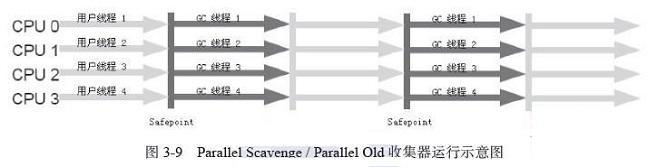 CPU 0 用户线程 1 GC 线程 1 GC 线程 1
CPU 1 用户线程 2 GC 线程 2 GC 线程 2
CPU 2 用户线程 3 GC 线程 3 GC 线程 3
CPU 3 用户线程 4 GC 线程 4 GC 线程 4
Safepoint Safepoint
图 3-9 Parallel Scavenge / Parallel Old 收集器运行示意图